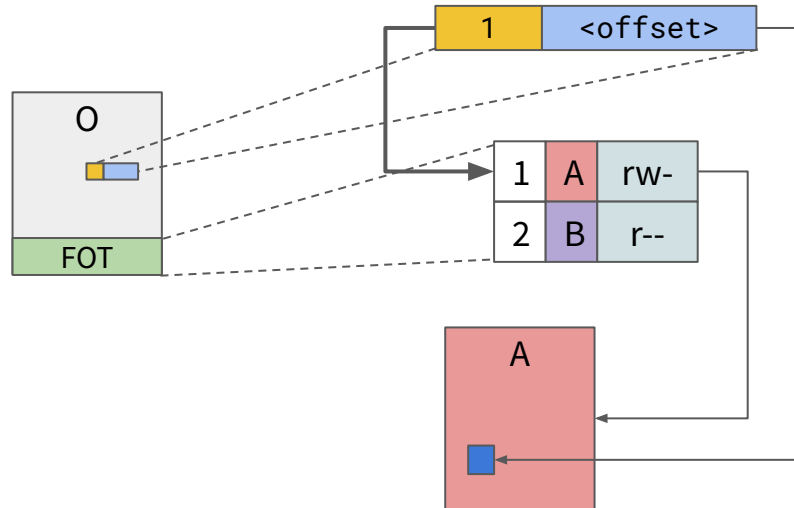 1 <offset>
O
FOT
1 A rw-
2 B r--
A